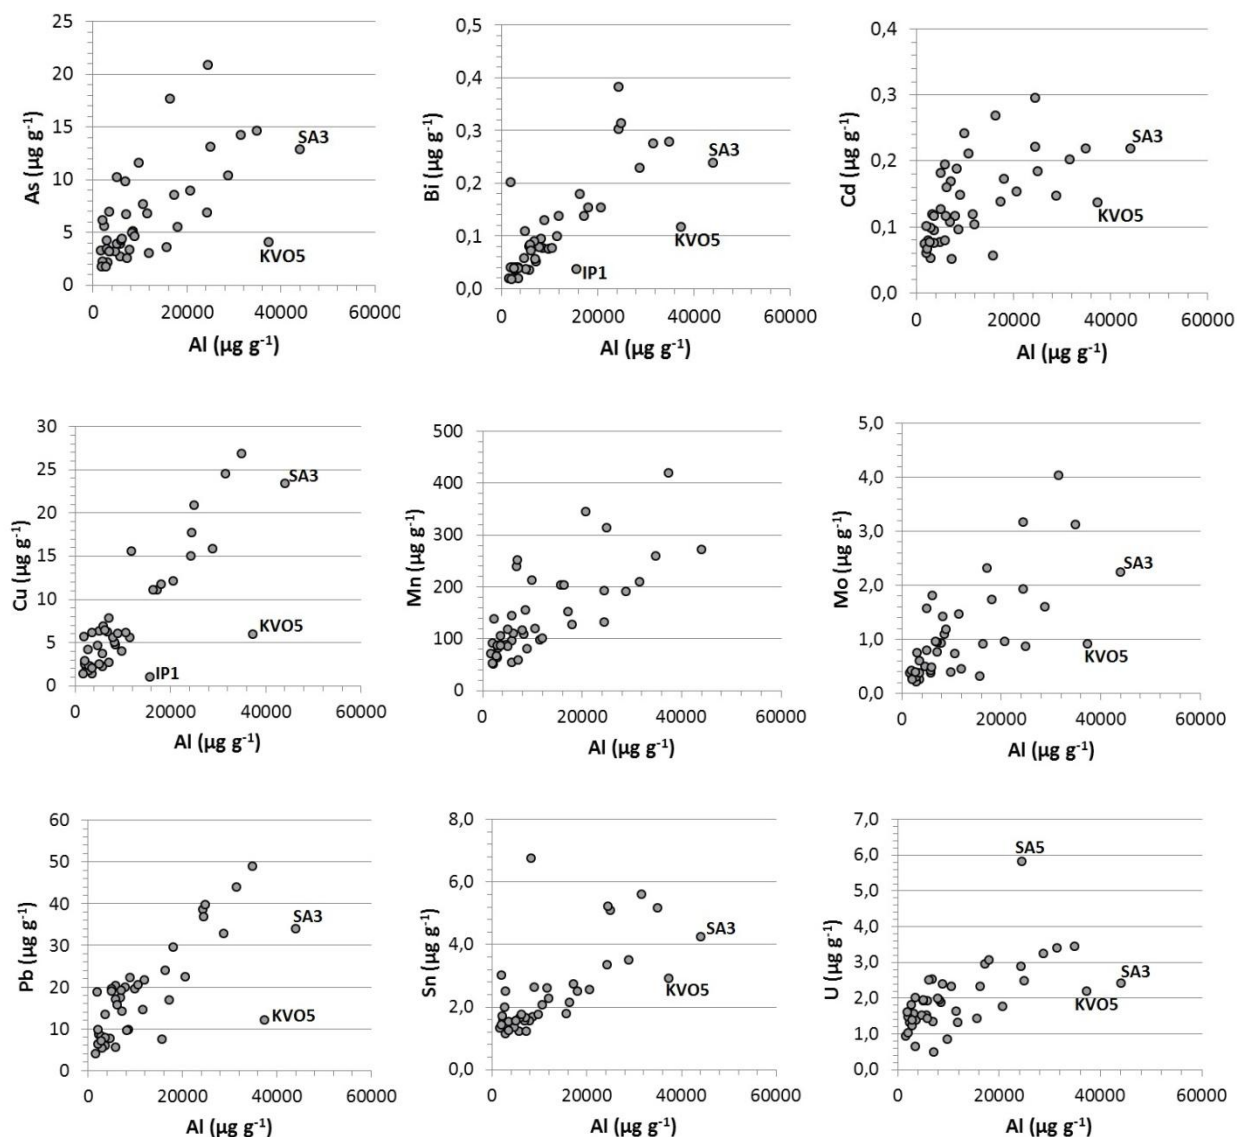 As (µg g⁻¹)
25
20
15
10
5
0
SA3
KVO5
0 20000 40000 60000
Al (µg g⁻¹)
Bi (µg g⁻¹)
0,5
0,4
0,3
0,2
0,1
0,0
SA3
KVO5
IP1
0 20000 40000 60000
Al (µg g⁻¹)
Cd (µg g⁻¹)
0,4
0,3
0,2
0,1
0,0
SA3
KVO5
0 20000 40000 60000
Al (µg g⁻¹)
Cu (µg g⁻¹)
30
25
20
15
10
5
0
SA3
KVO5
IP1
0 20000 40000 60000
Al (µg g⁻¹)
Mn (µg g⁻¹)
500
400
300
200
100
0
0 20000 40000 60000
Al (µg g⁻¹)
Mo (µg g⁻¹)
5,0
4,0
3,0
2,0
1,0
0,0
SA3
KVO5
0 20000 40000 60000
Al (µg g⁻¹)
Pb (µg g⁻¹)
60
50
40
30
20
10
0
SA3
KVO5
0 20000 40000 60000
Al (µg g⁻¹)
Sn (µg g⁻¹)
8,0
6,0
4,0
2,0
0,0
SA3
KVO5
0 20000 40000 60000
Al (µg g⁻¹)
U (µg g⁻¹)
7,0
6,0
5,0
4,0
3,0
2,0
1,0
0,0
SA5
SA3
KVO5
0 20000 40000 60000
Al (µg g⁻¹)